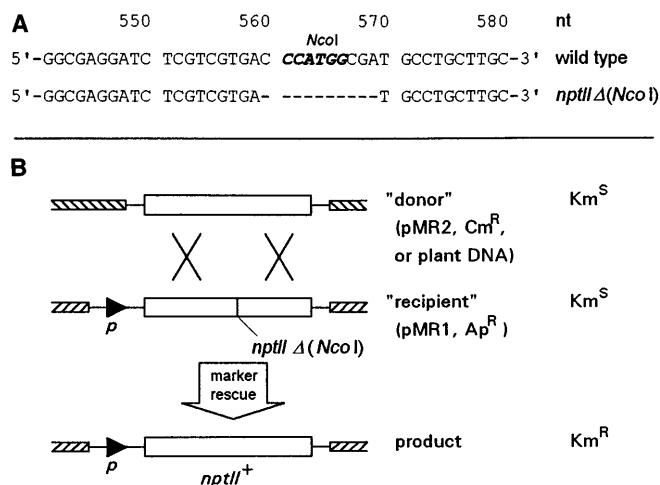 A
550 560 570 580 nt
NcoI
5'-GGCGAGGATC TCGTCGTGAC CCATGGCGAT GCCTGCTTGC-3' wild type
5'-GGCGAGGATC TCGTCGTGA- ---------T GCCTGCTTGC-3' nptII Δ(NcoI)
B
"donor" KmS
(pMR2, CmR,
or plant DNA)
"recipient" KmS
(pMR1, ApR)
p
nptII Δ(NcoI)
marker
rescue
product KmR
p
nptII+